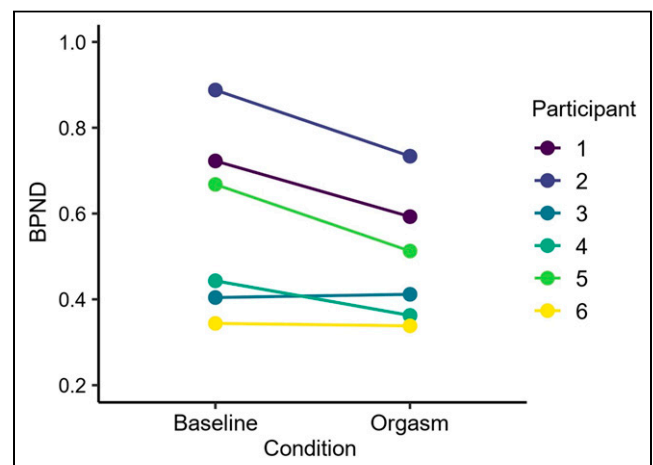 1.0
0.8
0.6
0.4
0.2
BPND
Baseline
Orgasm
Condition
Participant
1
2
3
4
5
6